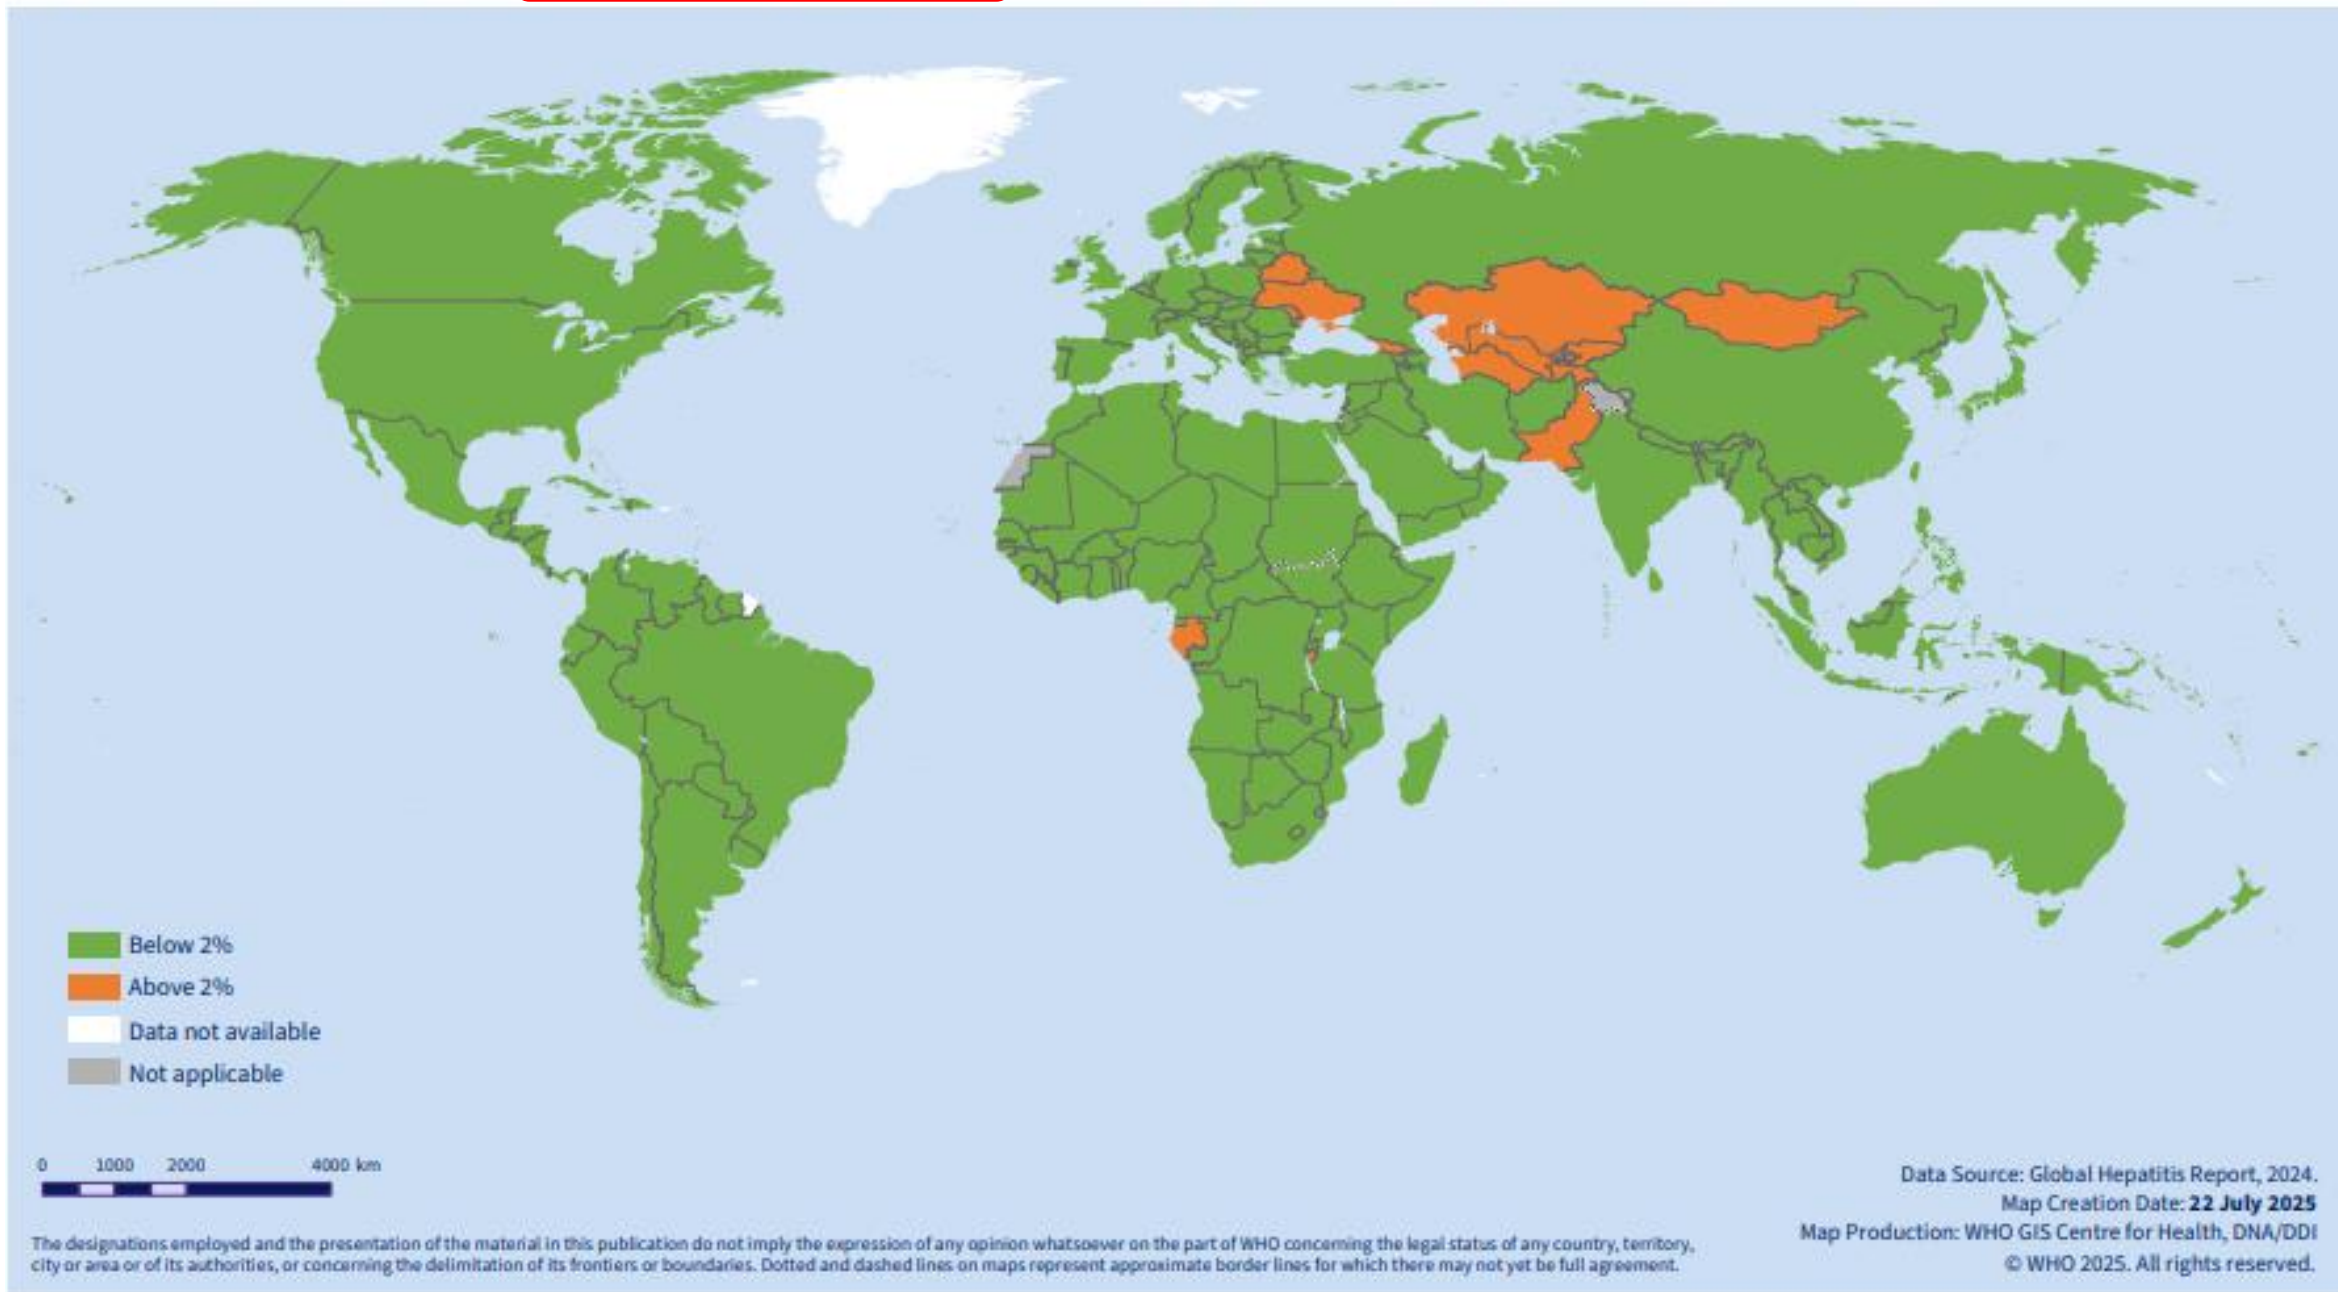 Below 2%
Above 2%
Data not available
Not applicable
0 1000 2000 4000 km
Data Source: Global Hepatitis Report, 2024.
Map Creation Date: 22 July 2025
Map Production: WHO GIS Centre for Health, DNA/DDI
© WHO 2025. All rights reserved.
The designations employed and the presentation of the material in this publication do not imply the expression of any opinion whatsoever on the part of WHO concerning the legal status of any country, territory,
city or area or of its authorities, or concerning the delimitation of its frontiers or boundaries. Dotted and dashed lines on maps represent approximate border lines for which there may not yet be full agreement.